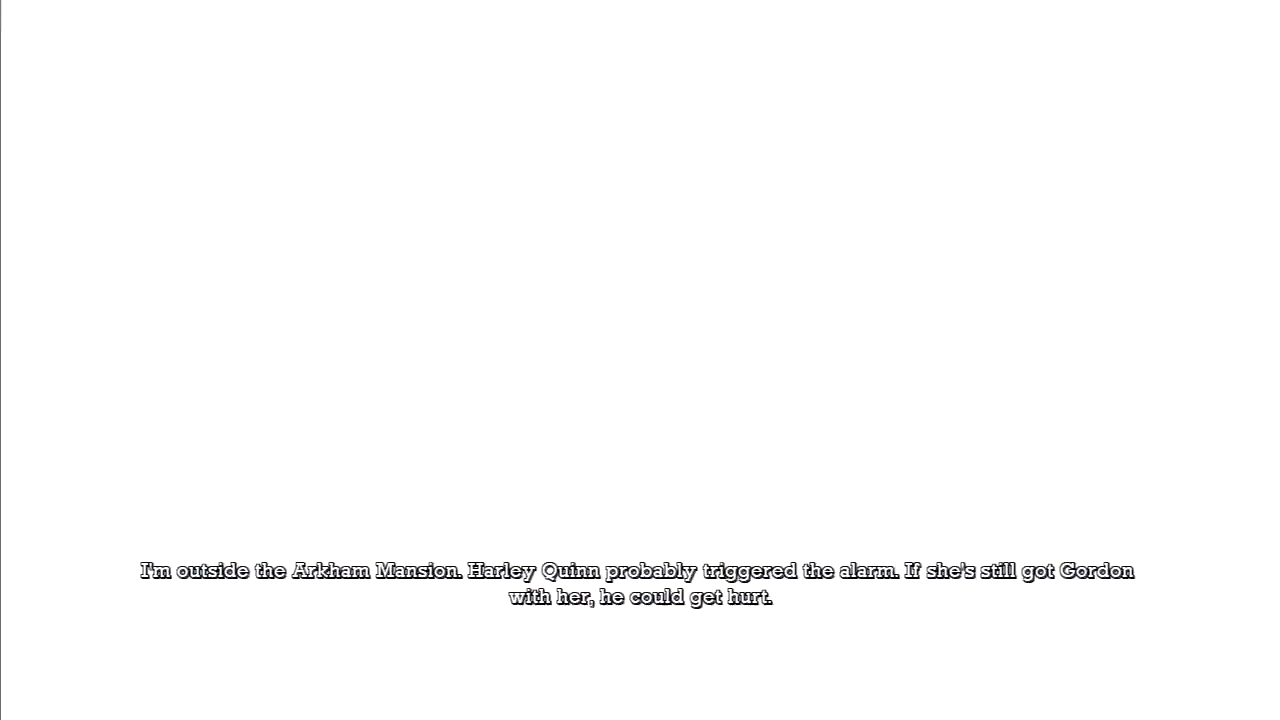 I'm outside the Arkham Mansion. Harley Quinn probably triggered the alarm. If she's still got Gordon
with her, he could get hurt.